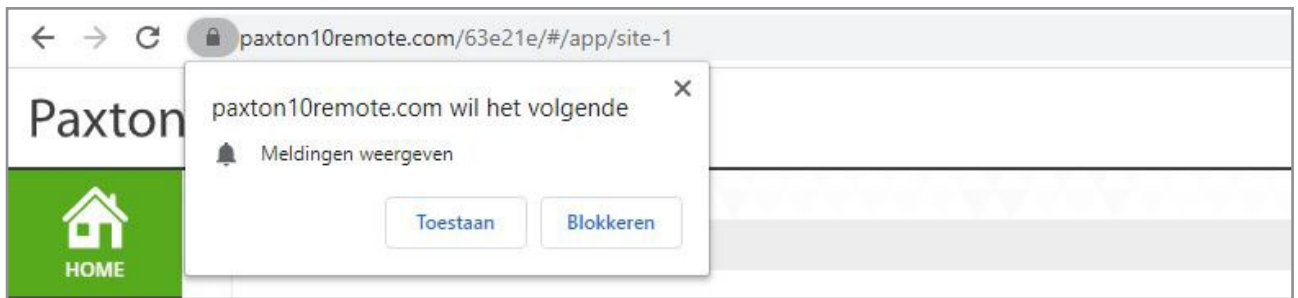 paxton10remote.com/63e21e/#/app/site-1
Paxton
paxton10remote.com wil het volgende
Meldingen weergeven
Toestaan
Blokkeren
HOME